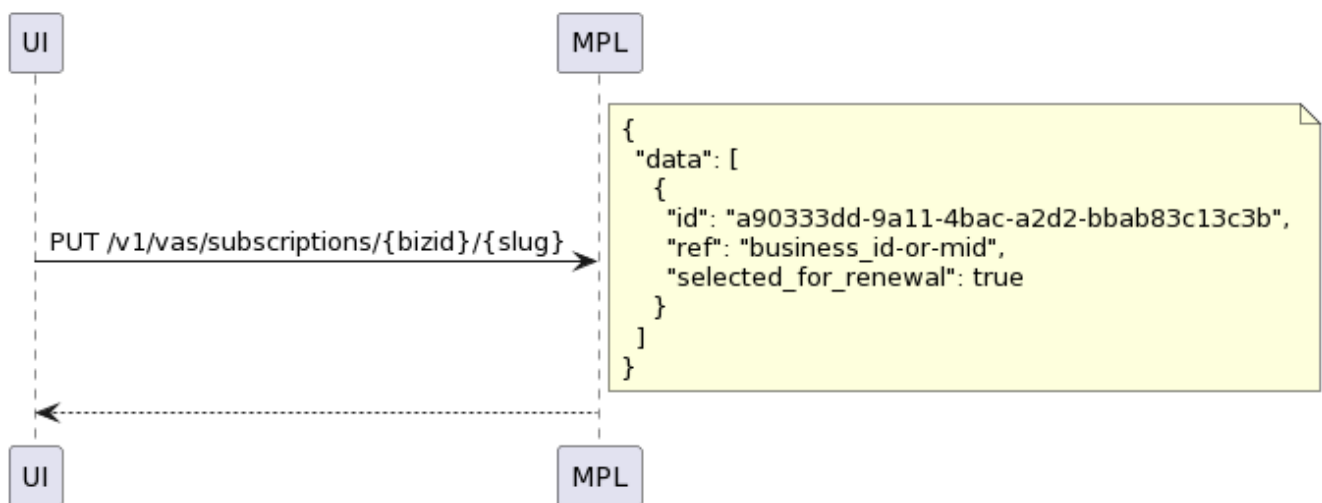 UI
MPL
{
"data": [
{
"id": "a90333dd-9a11-4bac-a2d2-bbab83c13c3b",
"ref": "business_id-or-mid",
"selected_for_renewal": true
}
]
}
PUT /v1/vas/subscriptions/{bizid}/{slug}
UI
MPL